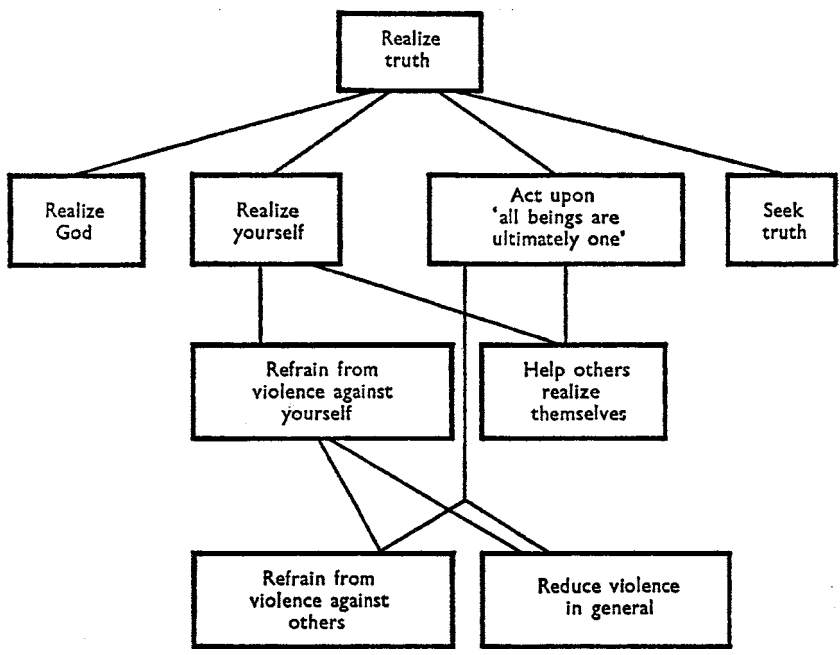 Realize
truth
Realize
God
Realize
yourself
Act upon
'all beings are
ultimately one'
Seek
truth
Refrain from
violence against
yourself
Help others
realize
themselves
Refrain from
violence against
others
Reduce violence
in general